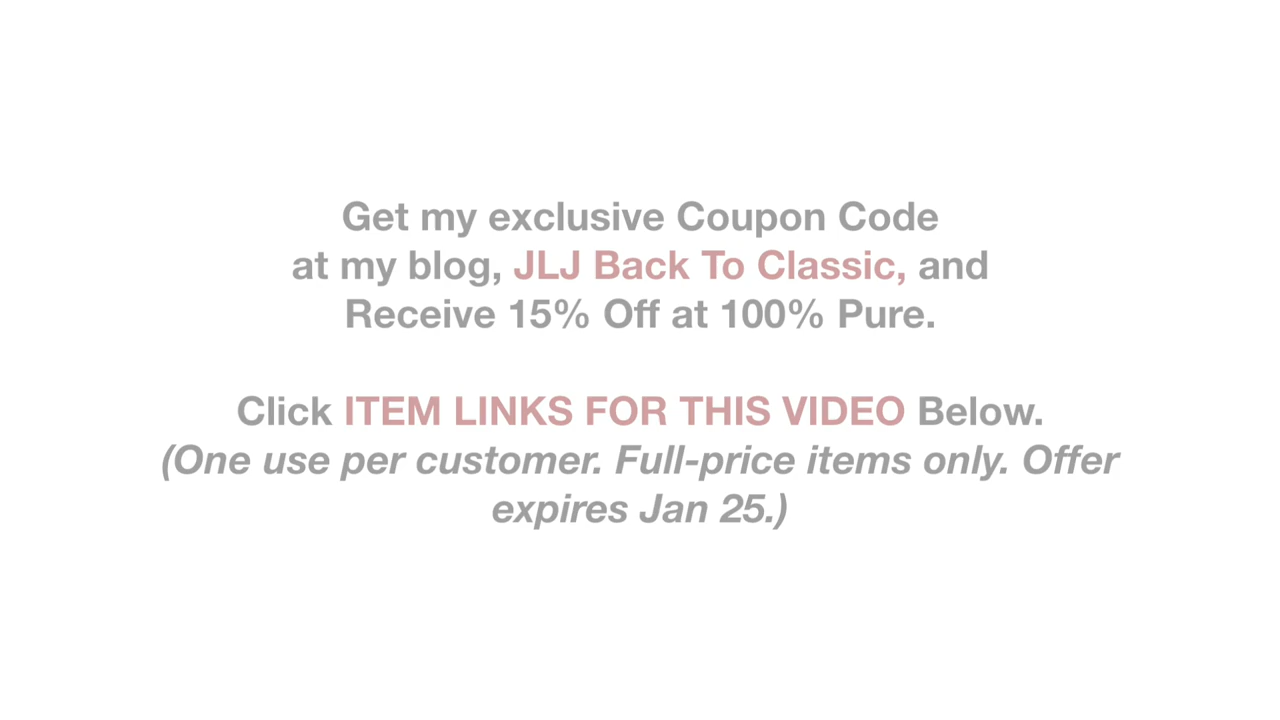 Get my exclusive Coupon Code
at my blog, JLJ Back To Classic, and
Receive 15% Off at 100% Pure.
Click ITEM LINKS FOR THIS VIDEO Below.
(One use per customer. Full-price items only. Offer
expires Jan 25.)